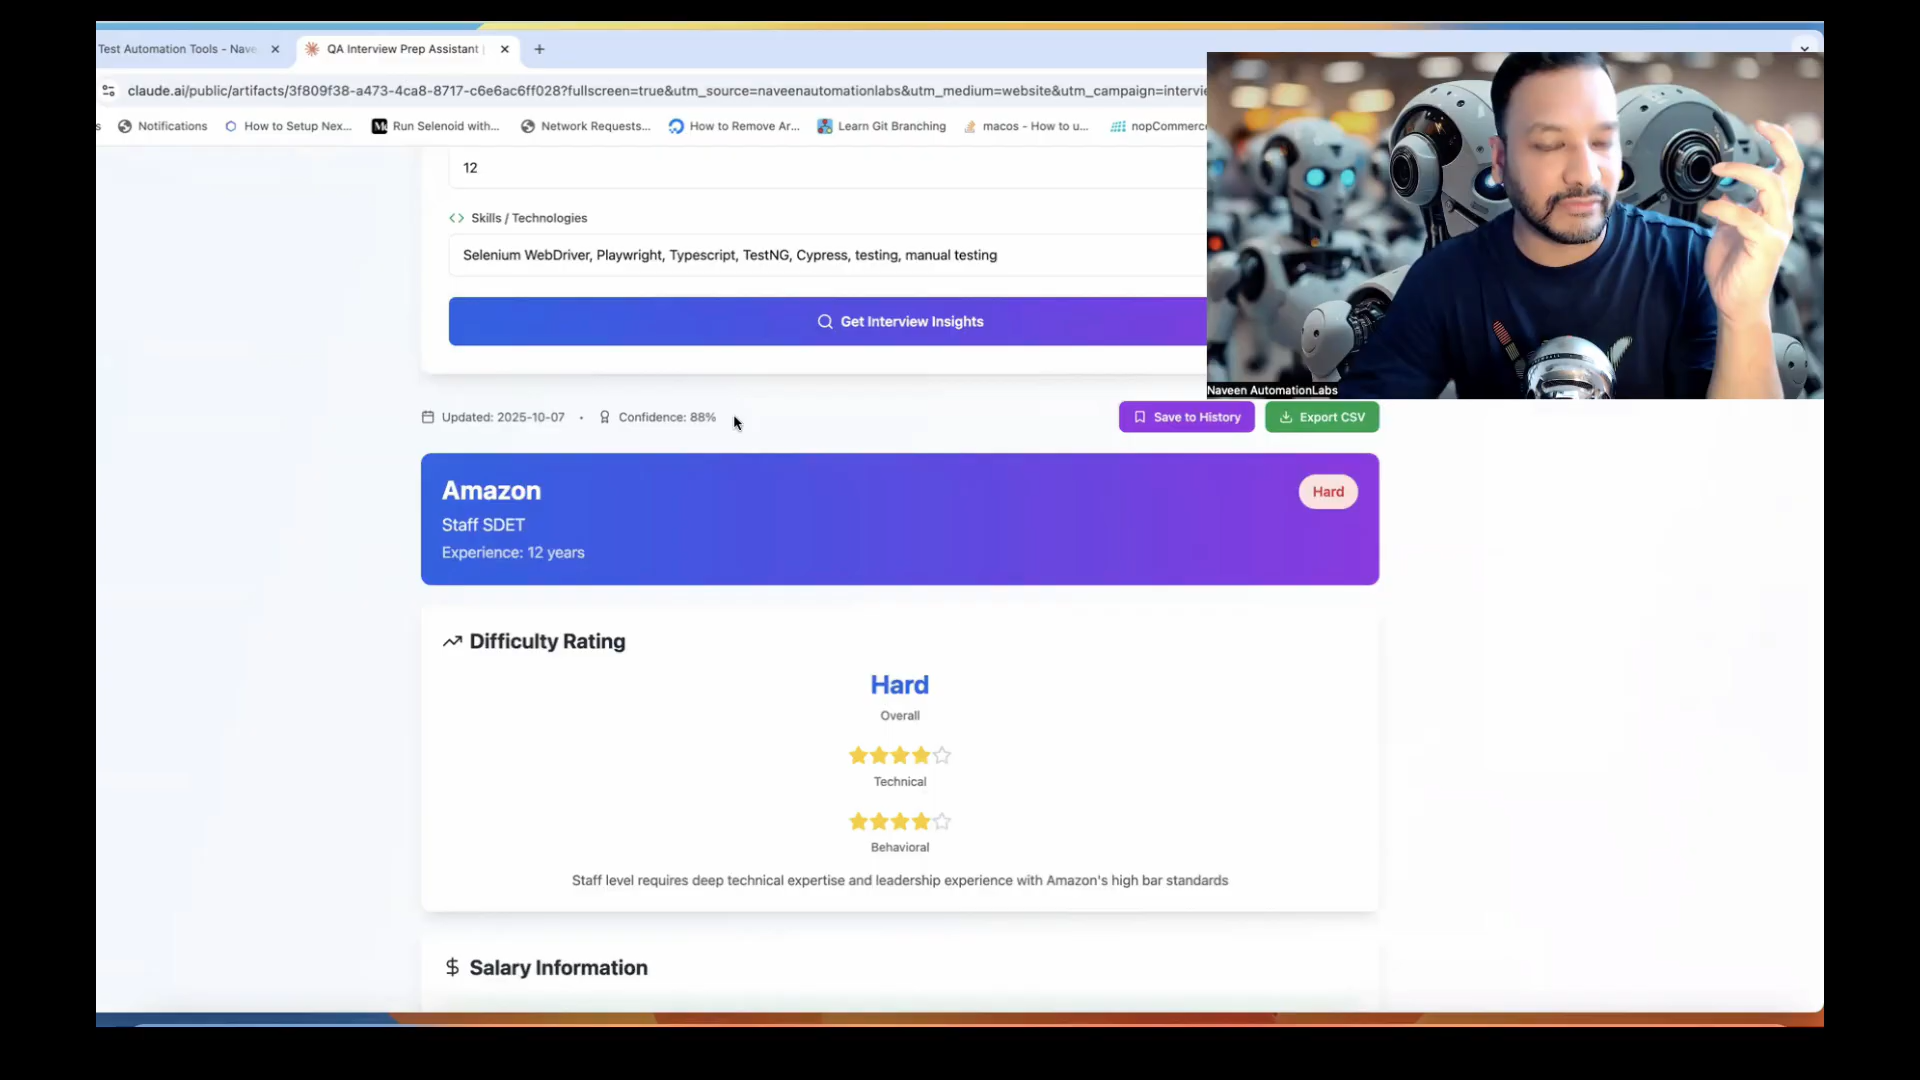 Test Automation Tools - Nave
QA Interview Prep Assistant
claude.ai/public/artifacts/3f809f38-a473-4ca8-8717-c6e6ac6ff028?fullscreen=true&utm_source=naveenautomationlabs&utm_medium=website&utm_campaign=intervie
s
Notifications
How to Setup Nex...
Run Selenoid with...
Network Requests...
How to Remove Ar...
Learn Git Branching
macos - How to u...
nopCommerc
12
Skills / Technologies
Selenium WebDriver, Playwright, Typescript, TestNG, Cypress, testing, manual testing
Get Interview Insights
Naveen AutomationLabs
Updated: 2025-10-07 • Confidence: 88%
Save to History
Export CSV
Amazon
Hard
Staff SDET
Experience: 12 years
Difficulty Rating
Hard
Overall
Technical
Behavioral
Staff level requires deep technical expertise and leadership experience with Amazon's high bar standards
$ Salary Information